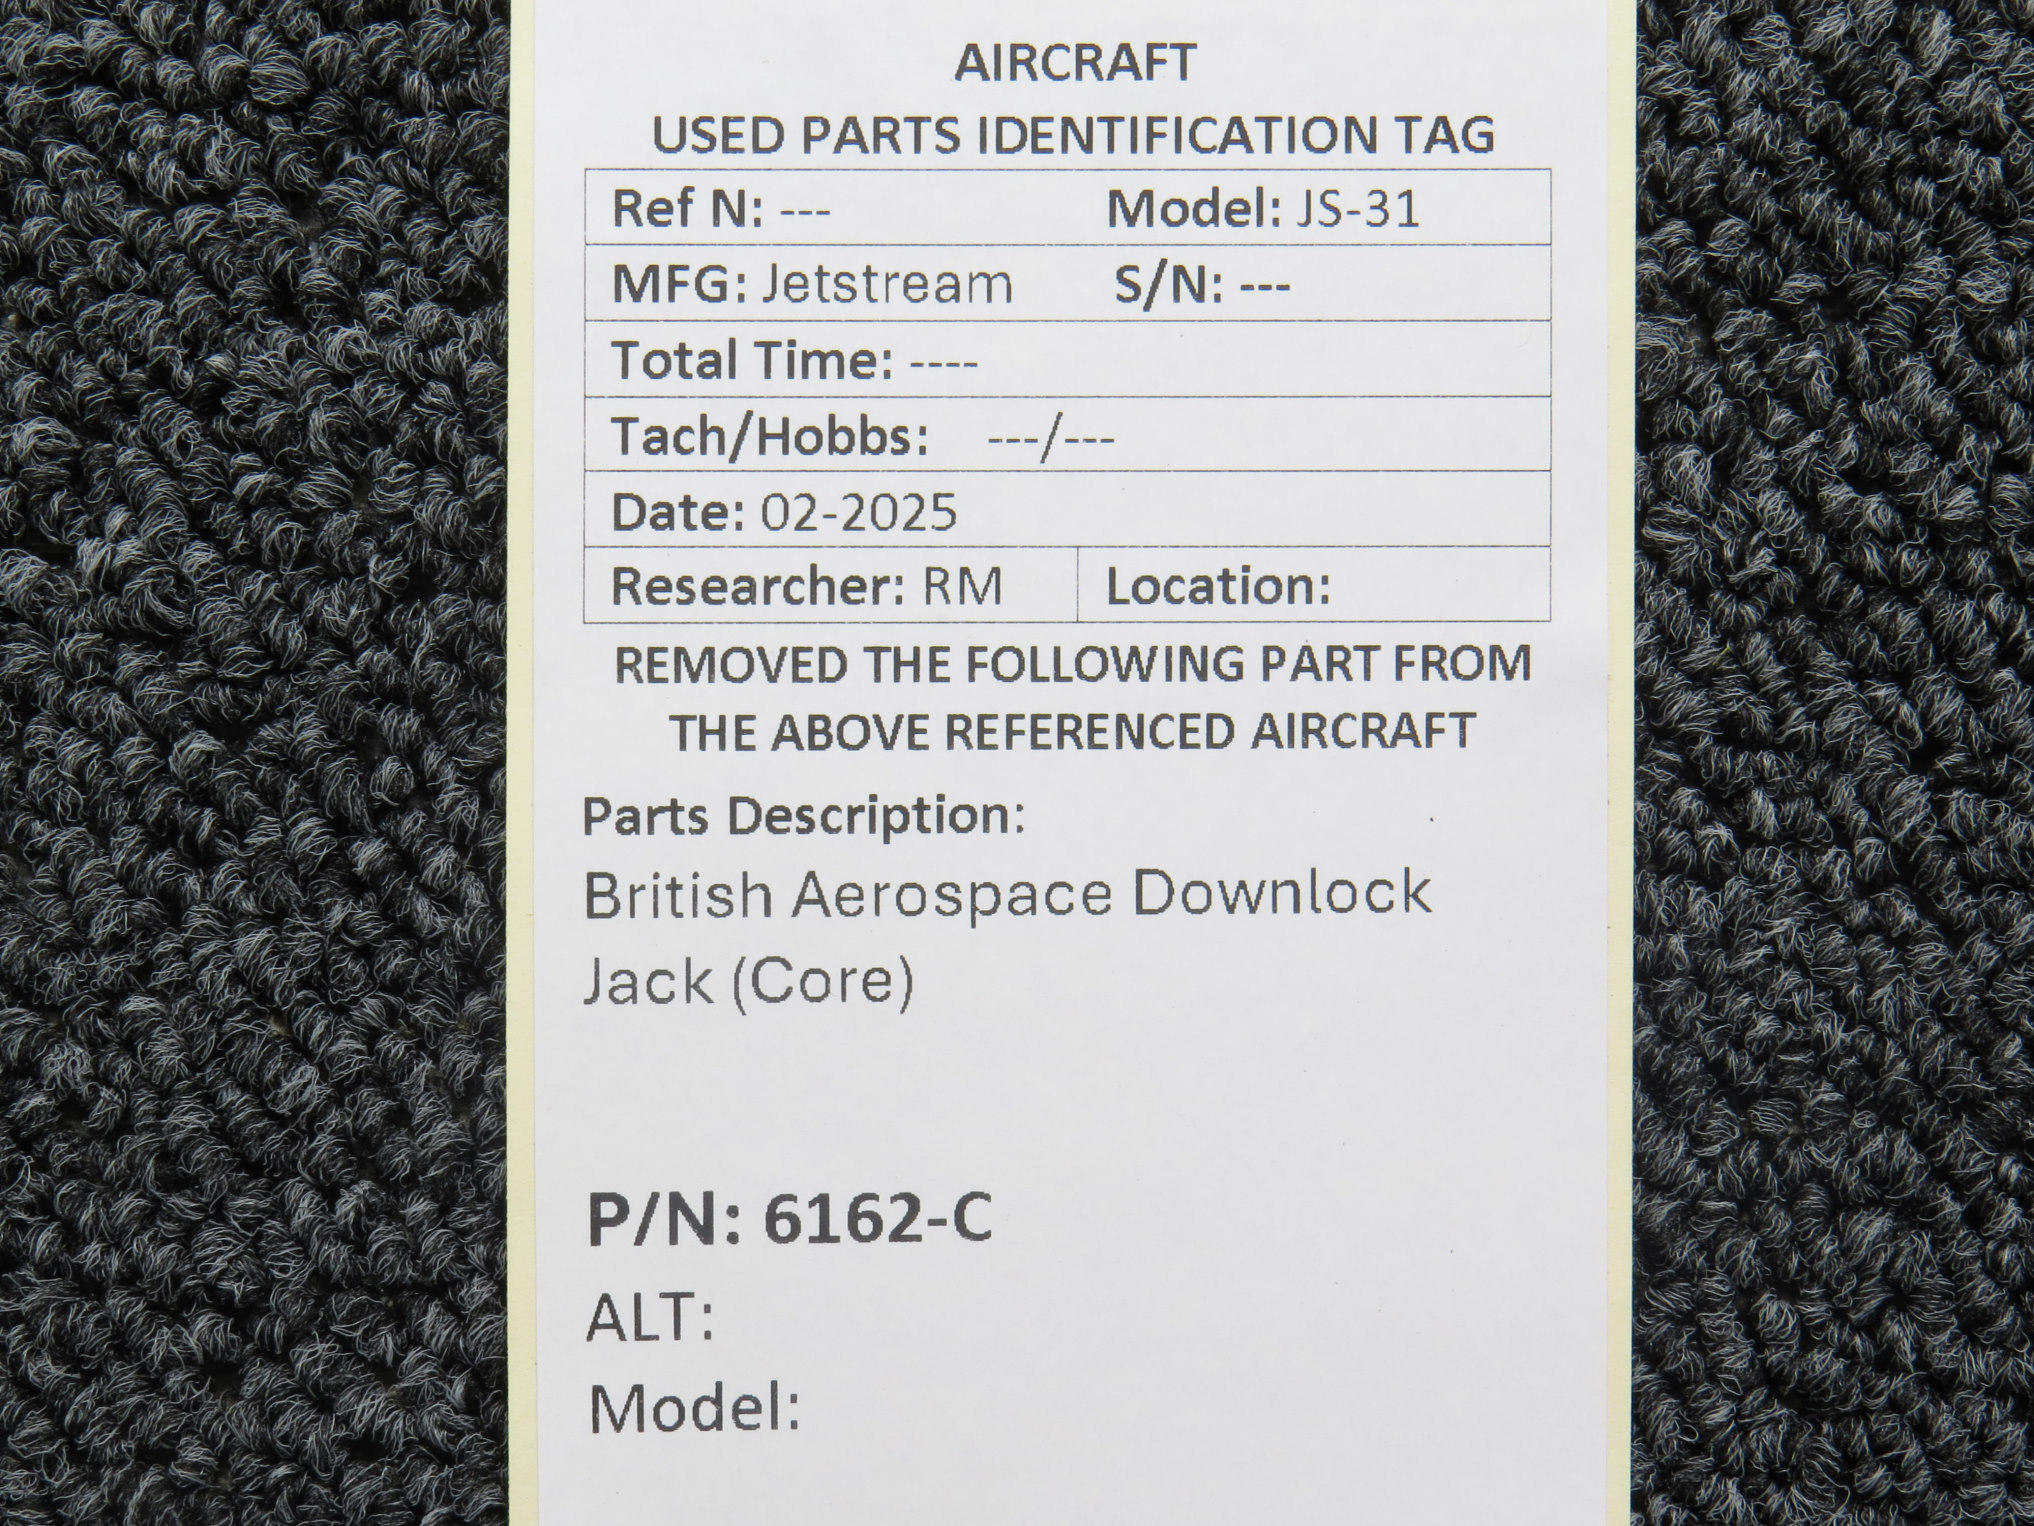 AIRCRAFT
USED PARTS IDENTIFICATION TAG
Ref N: --- Model: JS-31
MFG: Jetstream S/N: ---
Total Time: ----
Tach/Hobbs: ---/---
Date: 02-2025
Researcher: RM Location:
REMOVED THE FOLLOWING PART FROM
THE ABOVE REFERENCED AIRCRAFT
Parts Description:
British Aerospace Downlock
Jack (Core)
P/N: 6162-C
ALT:
Model: